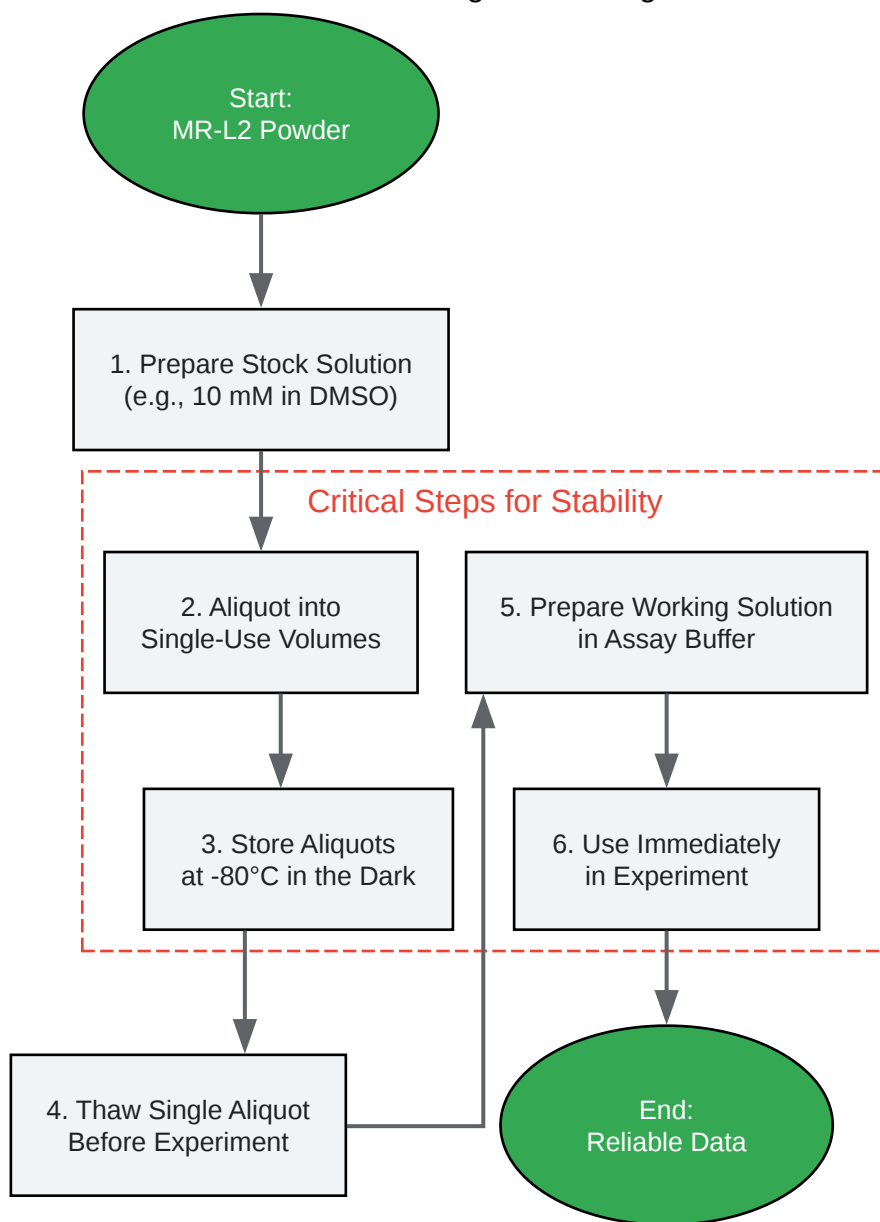 Start:
MR-L2 Powder
1. Prepare Stock Solution
(e.g., 10 mM in DMSO)
Critical Steps for Stability
2. Aliquot into
Single-Use Volumes
3. Store Aliquots
at -80°C in the Dark
4. Thaw Single Aliquot
Before Experiment
5. Prepare Working Solution
in Assay Buffer
6. Use Immediately
in Experiment
End:
Reliable Data